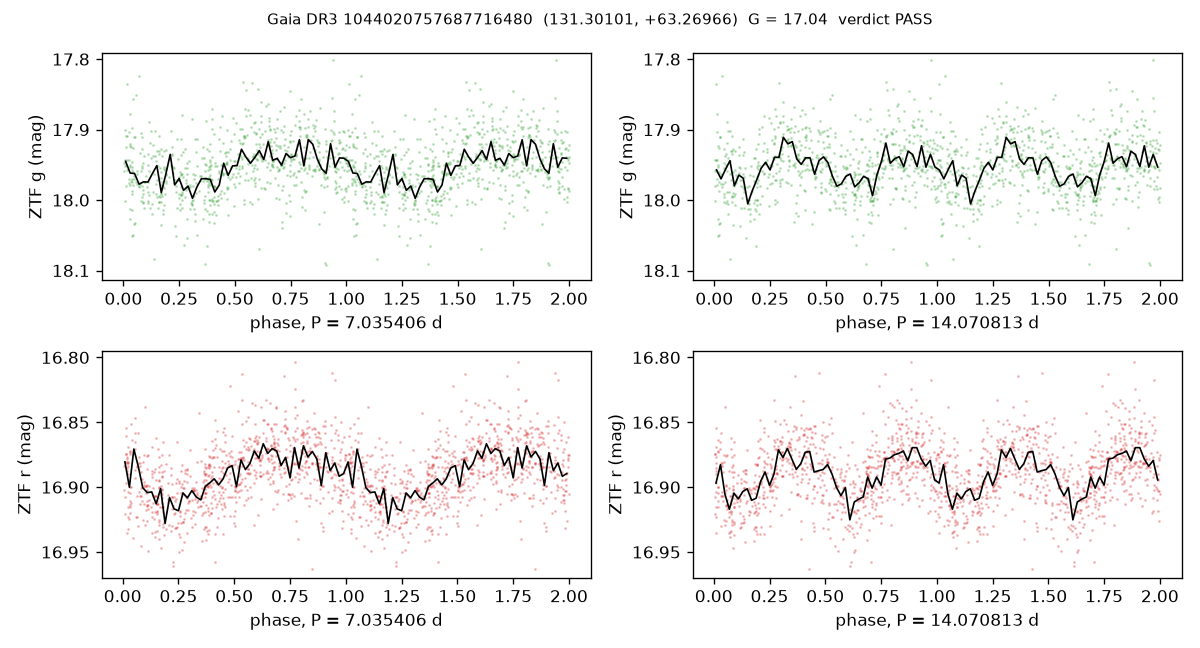 Gaia DR3 1044020757687716480  (131.30101, +63.26966)  G = 17.04  verdict PASS
17.8
17.9
18.0
18.1
ZTF g (mag)
0.00 0.25 0.50 0.75 1.00 1.25 1.50 1.75 2.00
phase, P = 7.035406 d
17.8
17.9
18.0
18.1
ZTF g (mag)
0.00 0.25 0.50 0.75 1.00 1.25 1.50 1.75 2.00
phase, P = 14.070813 d
16.80
16.85
16.90
16.95
ZTF r (mag)
0.00 0.25 0.50 0.75 1.00 1.25 1.50 1.75 2.00
phase, P = 7.035406 d
16.80
16.85
16.90
16.95
ZTF r (mag)
0.00 0.25 0.50 0.75 1.00 1.25 1.50 1.75 2.00
phase, P = 14.070813 d